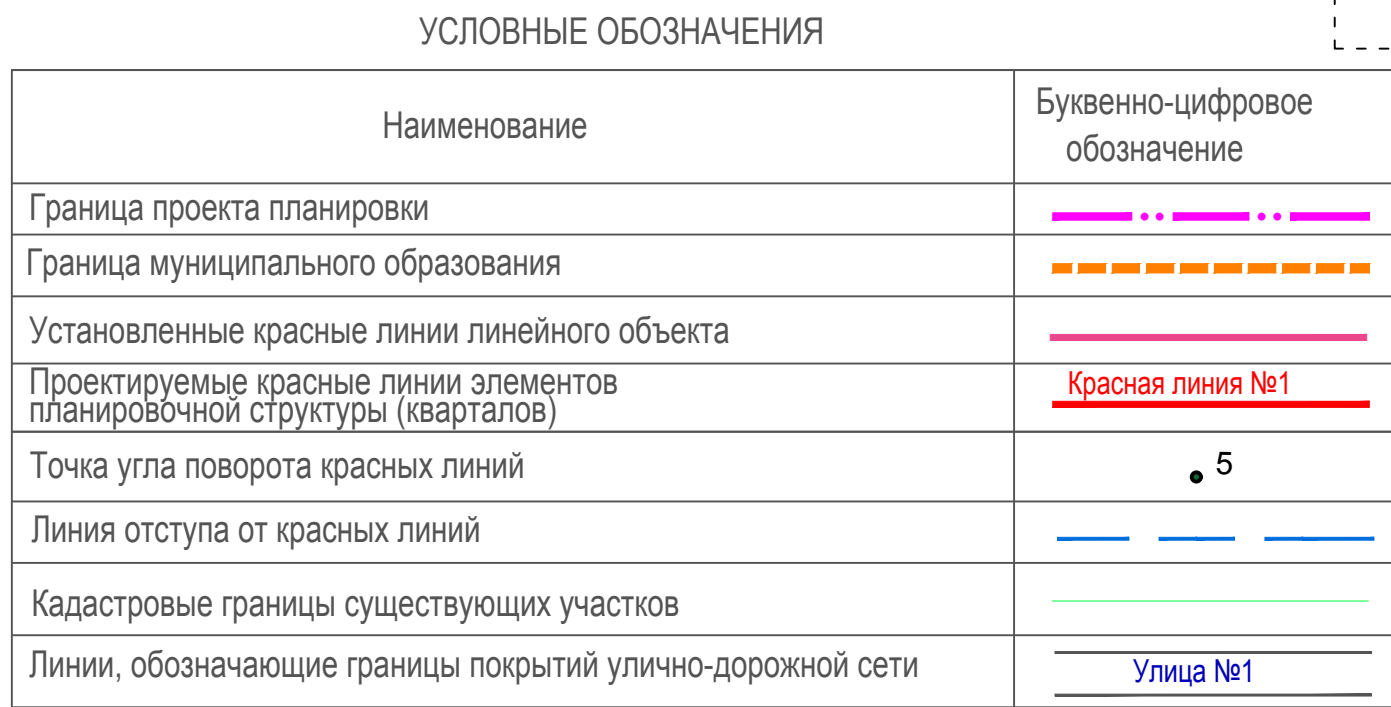 УСЛОВНЫЕ ОБОЗНАЧЕНИЯ
Наименование
Буквенно-цифровое
обозначение
Граница проекта планировки
Граница муниципального образования
Установленные красные линии линейного объекта
Проектируемые красные линии элементов
планировочной структуры (кварталов)
Красная линия №1
Точка угла поворота красных линий
5
Линия отступа от красных линий
Кадастровые границы существующих участков
Линии, обозначающие границы покрытий улично-дорожной сети
Улица №1